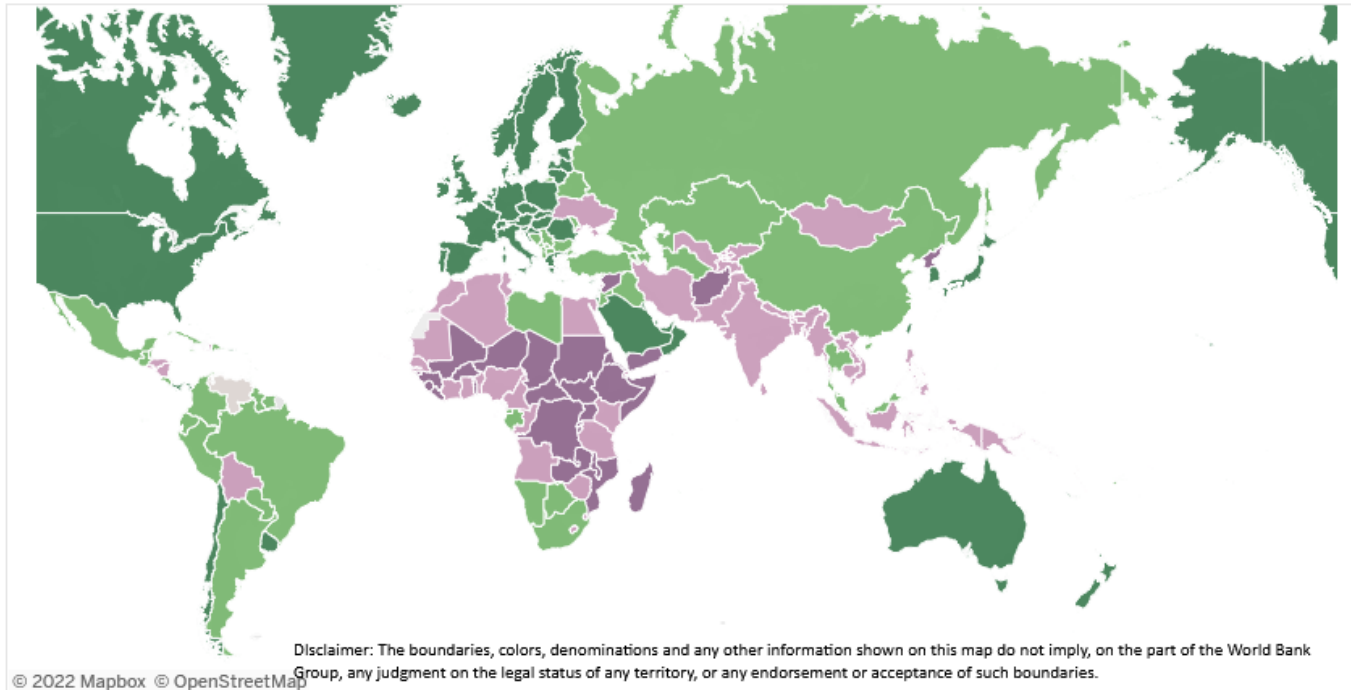 DIsclaimer: The boundaries, colors, denominations and any other information shown on this map do not imply, on the part of the World Bank
Group, any judgment on the legal status of any territory, or any endorsement or acceptance of such boundaries.
© 2022 Mapbox © OpenStreetMap